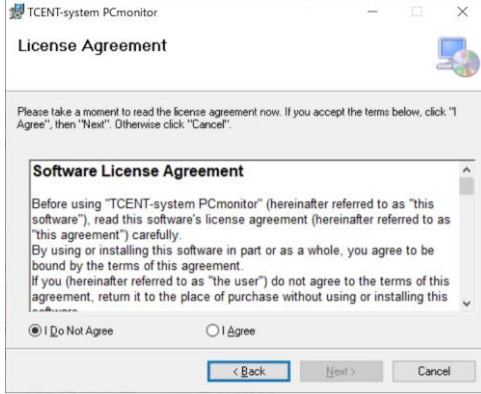 TCENT-system PCmonitor
License Agreement
Please take a moment to read the license agreement now. If you accept the terms below, click "I
Agree", then "Next". Otherwise click "Cancel".
Software License Agreement
Before using "TCENT-system PCmonitor" (hereinafter referred to as "this
software"), read this software's license agreement (hereinafter referred to as
"this agreement") carefully.
By using or installing this software in part or as a whole, you agree to be
bound by the terms of this agreement.
If you (hereinafter referred to as "the user") do not agree to the terms of this
agreement, return it to the place of purchase without using or installing this
software
I Do Not Agree
I Agree
< Back
Next >
Cancel